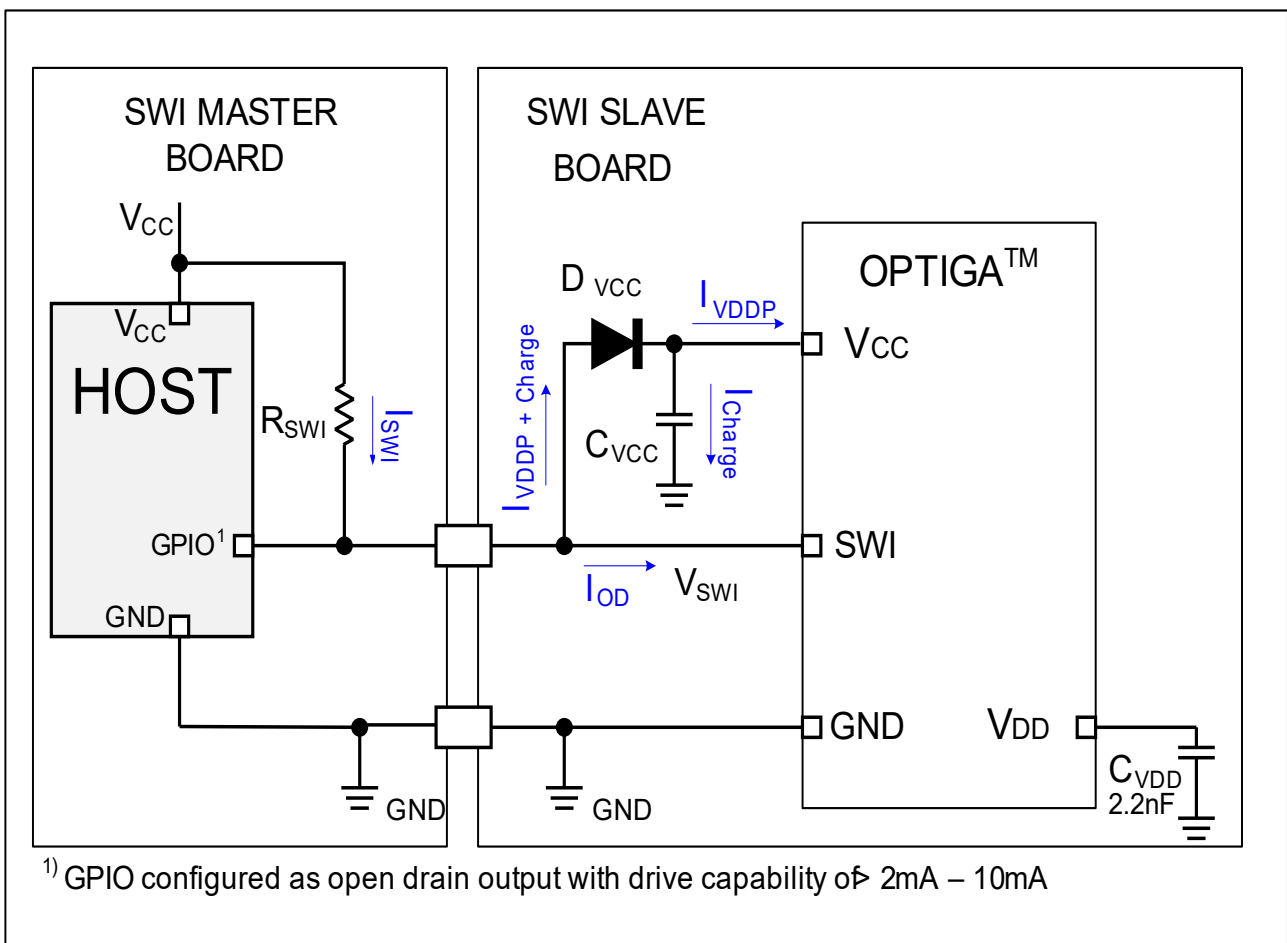 SWI MASTER
BOARD
VCC
VCC
HOST
RSWI
ISWI
GPIO1
GND
GND
SWI SLAVE
BOARD
OPTIGATM
D VCC
IVDDP
IVDDP + Charge
VCC
CVCC
ICharge
SWI
IOD
VSWI
GND
VDD
CVDD
2.2nF
GND
1) GPIO configured as open drain output with drive capability of> 2mA – 10mA